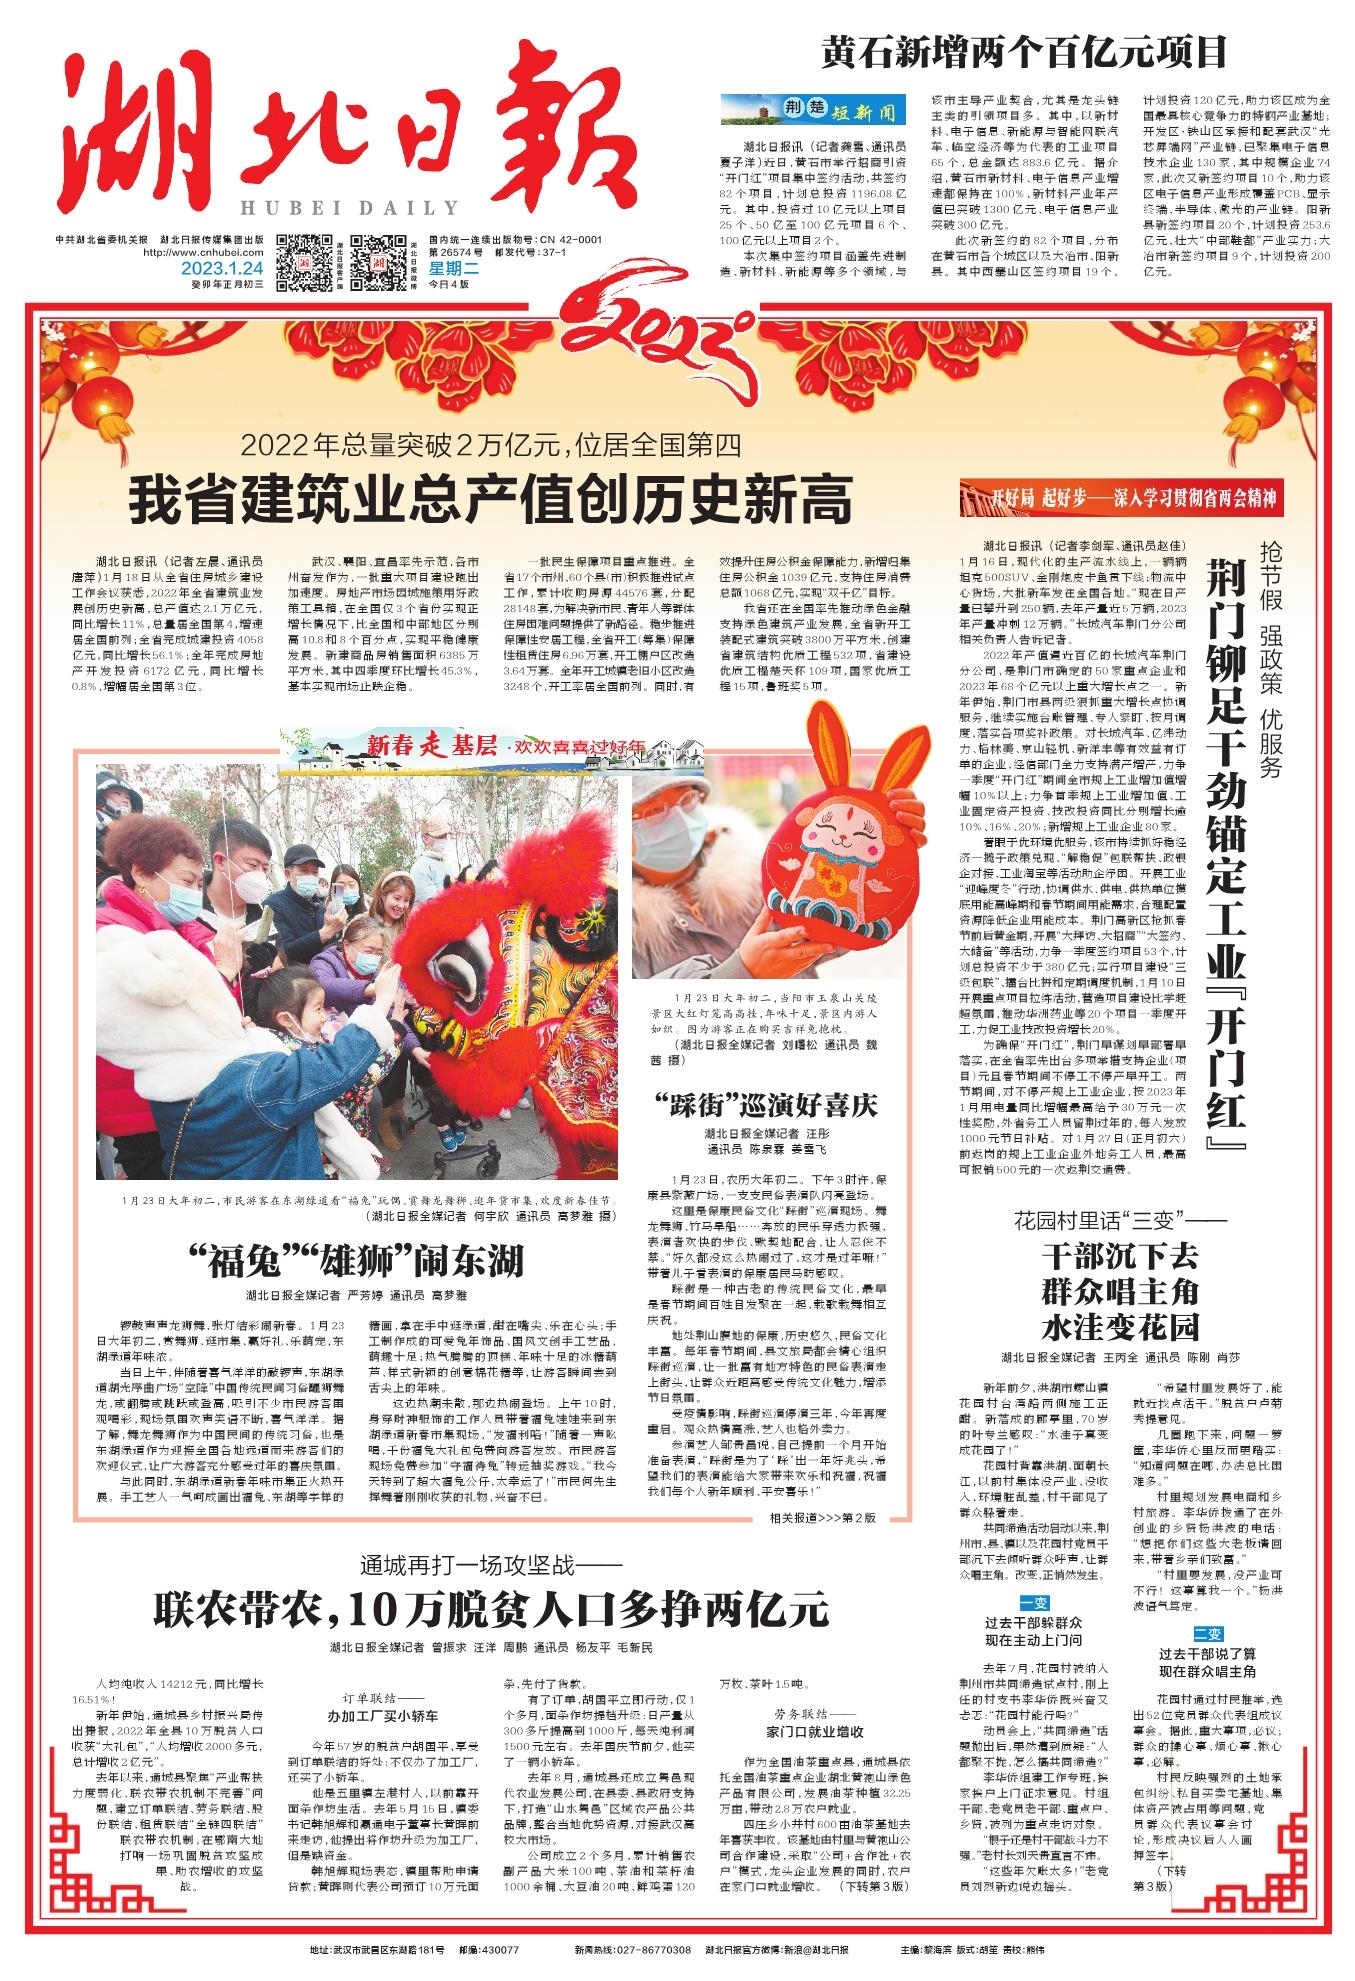 湖北日報
HUBEI DAILY
中共湖北省委机关报 湖北日报传媒集团出版
http://www.cnhubei.com
2023.1.24
癸卯年正月初三
湖北日报客户端
湖北日报微博
国内统一连续出版物号：CN 42-0001
第26574号 邮发代号：37-1
星期二
今日4版
黄石新增两个百亿元项目
荆楚短新闻
湖北日报讯（记者龚雪、通讯员
夏子洋）近日，黄石市举行招商引资
“开门红”项目集中签约活动，共签约
82个项目，计划总投资1196.08亿
元。其中，投资过10亿元以上项目
25个、50亿至100亿元项目6个、
100亿元以上项目2个。
本次集中签约项目涵盖先进制
造、新材料、新能源等多个领域，与
该市主导产业契合，尤其是龙头链
主类的引领项目多。其中，以新材
料、电子信息、新能源与智能网联汽
车、临空经济等为代表的工业项目
65个，总金额达883.6亿元。据介
绍，黄石市新材料、电子信息产业增
速都保持在100%，新材料产业年产
值已突破1300亿元、电子信息产业
突破300亿元。
此次新签约的82个项目，分布
在黄石市各个城区以及大冶市、阳新
县。其中西塞山区签约项目19个，
计划投资120亿元，助力该区成为全
国最具核心竞争力的特钢产业基地；
开发区·铁山区承接和配套武汉“光
芯屏端网”产业链，已聚集电子信息
技术企业130家，其中规模企业74
家，此次又新签约项目10个，助力该
区电子信息产业形成覆盖PCB、显示
终端、半导体、激光的产业链。阳新
县新签约项目20个，计划投资253.6
亿元，壮大“中部鞋都”产业实力；大
冶市新签约项目9个，计划投资200
亿元。
2023
2022年总量突破2万亿元，位居全国第四
我省建筑业总产值创历史新高
湖北日报讯（记者左晨、通讯员
唐萍）1月18日从全省住房城乡建设
工作会议获悉，2022年全省建筑业发
展创历史新高，总产值达2.1万亿元，
同比增长11%，总量居全国第4，增速
居全国前列；全省完成城建投资4058
亿元，同比增长56.1%；全年完成房地
产开发投资6172亿元，同比增长
0.8%，增幅居全国第3位。
武汉、襄阳、宜昌率先示范，各市
州奋发作为，一批重大项目建设跑出
加速度。房地产市场因城施策用好政
策工具箱，在全国仅3个省份实现正
增长情况下，比全国和中部地区分别
高10.8和8个百分点，实现平稳健康
发展。新建商品房销售面积6385万
平方米，其中四季度环比增长45.3%，
基本实现市场止跌企稳。
一批民生保障项目重点推进。全
省17个市州、60个县（市）积极推进试点
工作，累计收购房源44576套，分配
28148套，为解决新市民、青年人等群体
住房困难问题提供了新路径。稳步推进
保障性安居工程，全省开工（筹集）保障
性租赁住房6.96万套，开工棚户区改造
3.64万套。全年开工城镇老旧小区改造
3248个，开工率居全国前列。同时，有
效提升住房公积金保障能力，新增归集
住房公积金1039亿元，支持住房消费
总额1068亿元，实现“双千亿”目标。
我省还在全国率先推动绿色金融
支持绿色建筑产业发展，全省新开工
装配式建筑突破3800万平方米，创建
省建筑结构优质工程532项，省建设
优质工程楚天杯109项，国家优质工
程15项，鲁班奖5项。
新春走基层·欢欢喜喜过好年
1月23日大年初二，市民游客在东湖绿道看“福兔”玩偶、赏舞龙舞狮、逛年货市集，欢度新春佳节。
（湖北日报全媒记者 何宇欣 通讯员 高梦雅 摄）
“福兔”“雄狮”闹东湖
湖北日报全媒记者 严芳婷 通讯员 高梦雅
锣鼓声声龙狮舞，张灯结彩闹新春。1月23
日大年初二，赏舞狮、逛市集、赢好礼、乐萌宠，东
湖绿道年味浓。
当日上午，伴随着喜气洋洋的敲锣声，东湖绿
道湖光序曲广场“空降”中国传统民间习俗醒狮舞
龙，或翻腾或跳跃或登高，吸引不少市民游客围
观喝彩，现场氛围欢声笑语不断，喜气洋洋。据
了解，舞龙舞狮作为中国民间的传统习俗，也是
东湖绿道作为迎接全国各地远道而来游客们的
欢迎仪式，让广大游客充分感受过年的喜庆氛围。
与此同时，东湖绿道新春年味市集正火热开
展。手工艺人一气呵成画出福兔、东湖等字样的
糖画，拿在手中逛绿道，甜在嘴尖、乐在心头；手
工制作成的可爱兔年饰品、国风文创手工艺品，
萌趣十足；热气腾腾的顶糕、年味十足的冰糖葫
芦、样式新颖的创意棉花糖等，让游客瞬间尝到
舌尖上的年味。
这边热潮未散，那边热闹登场。上午10时，
身穿财神服饰的工作人员带着福兔娃娃来到东
湖绿道新春市集现场，“发福利啦！”随着一声吆
喝，千份福兔大礼包免费向游客发放。市民游客
现场免费参加“守福待兔”转运抽奖游戏。“我今
天转到了超大福兔公仔，太幸运了！”市民何先生
挥舞着刚刚收获的礼物，兴奋不已。
1月23日大年初二，当阳市玉泉山关陵
景区大红灯笼高高挂，年味十足，景区内游人
如织。图为游客正在购买吉祥兔抱枕。
（湖北日报全媒记者 刘曙松 通讯员 魏
茜 摄）
“踩街”巡演好喜庆
湖北日报全媒记者 汪彤
通讯员 陈泉霖 姜雪飞
1月23日，农历大年初二。下午3时许，保
康县紫薇广场，一支支民俗表演队闪亮登场。
这里是保康民俗文化“踩街”巡演现场。舞
龙舞狮、竹马旱船……奔放的民乐穿透力极强，
表演者欢快的步伐、默契地配合，让人忍俊不
禁。“好久都没这么热闹过了，这才是过年嘛！”
带着儿子看表演的保康居民马昉感叹。
踩街是一种古老的传统民俗文化，最早
是春节期间百姓自发聚在一起，载歌载舞相互
庆祝。
地处荆山腹地的保康，历史悠久，民俗文化
丰富。每年春节期间，县文旅局都会精心组织
踩街巡演，让一批富有地方特色的民俗表演走
上街头，让群众近距离感受传统文化魅力，增添
节日氛围。
受疫情影响，踩街巡演停演三年，今年再度
重启。观众热情高涨，艺人也格外卖力。
参演艺人邹贵昌说，自己提前一个月开始
准备表演，“踩街是为了‘踩’出一年好兆头，希
望我们的表演能给大家带来欢乐和祝福，祝福
我们每个人新年顺利、平安喜乐！”
相关报道>>>第2版
开好局 起好步——深入学习贯彻省两会精神
抢节假 强政策 优服务
荆门铆足干劲锚定工业『开门红』
湖北日报讯（记者李剑军、通讯员赵佳）
1月16日，现代化的生产流水线上，一辆辆
坦克500SUV、金刚炮皮卡鱼贯下线；物流中
心货场，大批新车发往全国各地。“现在日产
量已攀升到250辆，去年产量近5万辆，2023
年产量冲刺12万辆。”长城汽车荆门分公司
相关负责人告诉记者。
2022年产值逼近百亿的长城汽车荆门
分公司，是荆门市确定的50家重点企业和
2023年68个亿元以上重大增长点之一。新
年伊始，荆门市县两级狠抓重大增长点协调
服务，继续实施台账管理、专人紧盯、按月调
度，落实各项奖补政策。对长城汽车、亿纬动
力、格林美、京山轻机、新洋丰等有效益有订
单的企业，经信部门全力支持满产增产，力争
一季度“开门红”期间全市规上工业增加值增
幅10%以上；力争首季规上工业增加值、工
业固定资产投资、技改投资同比分别增长逾
10%、16%、20%；新增规上工业企业80家。
着眼于优环境优服务，该市持续抓好稳经
济一揽子政策兑现、“解稳促”包联帮扶、政银
企对接、工业淘宝等活动助企纾困。开展工业
“迎峰度冬”行动，协调供水、供电、供热单位摸
底用能高峰期和春节期间用能需求，合理配置
资源降低企业用能成本。荆门高新区抢抓春
节前后黄金期，开展“大拜访、大招商”“大签约、
大储备”等活动，力争一季度签约项目53个，计
划总投资不少于380亿元；实行项目建设“三
级包联”、擂台比拼和定期调度机制，1月10日
开展重点项目拉练活动，营造项目建设比学赶
超氛围，推动华洲药业等20个项目一季度开
工，力促工业技改投资增长20%。
为确保“开门红”，荆门早谋划早部署早
落实，在全省率先出台多项举措支持企业（项
目）元旦春节期间不停工不停产早开工。两
节期间，对不停产规上工业企业，按2023年
1月用电量同比增幅最高给予30万元一次
性奖励，外省务工人员留荆过年的，每人发放
1000元节日补贴。对1月27日（正月初六）
前返岗的规上工业企业外地务工人员，最高
可报销500元的一次返荆交通费。
花园村里话“三变”——
干部沉下去
群众唱主角
水洼变花园
湖北日报全媒记者 王丙全 通讯员 陈刚 肖莎
新年前夕，洪湖市螺山镇
花园村台湾路两侧施工正
酣。新落成的廊亭里，70岁
的叶专兰感叹：“水洼子真变
成花园了！”
花园村背靠洪湖、面朝长
江，以前村集体没产业、没收
入，环境脏乱差，村干部见了
群众躲着走。
共同缔造活动启动以来，荆
州市、县、镇以及花园村党员干
部沉下去倾听群众呼声，让群
众唱主角。改变，正悄然发生。
一变
过去干部躲群众
现在主动上门问
去年7月，花园村被纳入
荆州市共同缔造试点村，刚上
任的村支书李华侨既兴奋又
忐忑：“花园村能行吗？”
动员会上，“共同缔造”话
题抛出后，果然遭到质疑：“人
都聚不拢，怎么搞共同缔造？”
李华侨组建工作专班，挨
家挨户上门征求意见。村组
干部、老党员老干部、重点户、
乡贤，被列为重点走访对象。
“根子还是村干部战斗力不
强。”老村长刘天贵直言不讳。
“这些年欠账太多！”老党
员刘烈新边说边摇头。
“希望村里发展好了，能
就近找点活干。”脱贫户卢菊
秀提意见。
几圈跑下来，问题一箩
筐，李华侨心里反而更踏实：
“知道问题在哪，办法总比困
难多。”
村里规划发展电商和乡
村旅游。李华侨拨通了在外
创业的乡贤杨洪波的电话：
“想把你们这些大老板请回
来，带着乡亲们致富。”
“村里要发展，没产业可
不行！这事算我一个。”杨洪
波语气笃定。
二变
过去干部说了算
现在群众唱主角
花园村通过村民推举，选
出52位党员群众代表组成议
事会。据此，重大事项，必议；
群众的操心事、烦心事、揪心
事，必解。
村民反映强烈的土地承
包纠纷、私自买卖宅基地、集
体资产被占用等问题，党
员群众代表议事会讨
论，形成决议后人人画
押签字。
（下转
第3版）
通城再打一场攻坚战——
联农带农，10万脱贫人口多挣两亿元
湖北日报全媒记者 曾振求 汪洋 周鹏 通讯员 杨友平 毛新民
人均纯收入14212元，同比增长
16.51%！
新年伊始，通城县乡村振兴局传
出捷报，2022年全县10万脱贫人口
收获“大礼包”，“人均增收2000多元，
总计增收2亿元”。
去年以来，通城县聚焦“产业帮扶
力度弱化、联农带农机制不完善”问
题，建立订单联结、劳务联结、股
份联结、租赁联结“全链四联结”
联农带农机制，在鄂南大地
打响一场巩固脱贫攻坚成
果、助农增收的攻坚
战。
订单联结——
办加工厂买小轿车
今年57岁的脱贫户胡国平，享受
到订单联结的好处：不仅办了加工厂，
还买了小轿车。
他是五里镇左港村人，以前靠开
面条作坊生活。去年5月15日，镇委
书记韩旭辉和瀛通电子董事长黄晖前
来走访，他提出将作坊升级为加工厂，
但是缺资金。
韩旭辉现场表态，镇里帮助申请
贷款；黄晖则代表公司预订10万元面
条，先付了货款。
有了订单，胡国平立即行动，仅1
个多月，面条作坊提档升级：日产量从
300多斤提高到1000斤，每天纯利润
1500元左右。去年国庆节前夕，他买
了一辆小轿车。
去年8月，通城县还成立隽邑现
代农业发展公司，在县委、县政府支持
下，打造“山水隽邑”区域农产品公共
品牌，整合当地优势资源，对接武汉高
校大市场。
公司成立2个多月，累计销售农
副产品大米100吨、茶油和菜籽油
1000余桶、大豆油20吨、鲜鸡蛋120
万枚、茶叶1.5吨。
劳务联结——
家门口就业增收
作为全国油茶重点县，通城县依
托全国油茶重点企业湖北黄袍山绿色
产品有限公司，发展油茶种植32.25
万亩，带动2.8万农户就业。
四庄乡小井村600亩油茶基地去
年喜获丰收。该基地由村里与黄袍山公
司合作建设，采取“公司+合作社+农
户”模式，龙头企业发展的同时，农户
在家门口就业增收。（下转第3版）
地址：武汉市武昌区东湖路181号 邮编：430077 新闻热线：027-86770308 湖北日报官方微博：新浪@湖北日报 主编：黎海滨 版式：胡笙 责校：熊伟